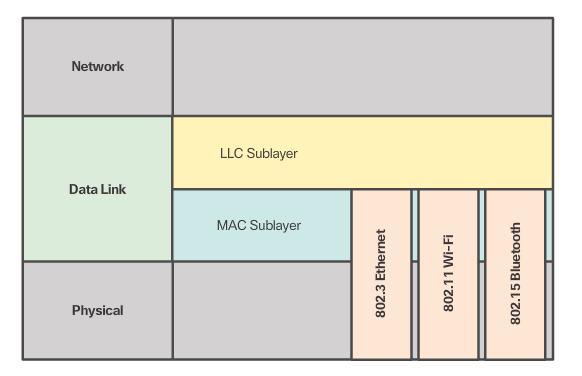 Network
LLC Sublayer
Data Link
MAC Sublayer
802.3 Ethernet
802.11 Wi-Fi
802.15 Bluetooth
Physical